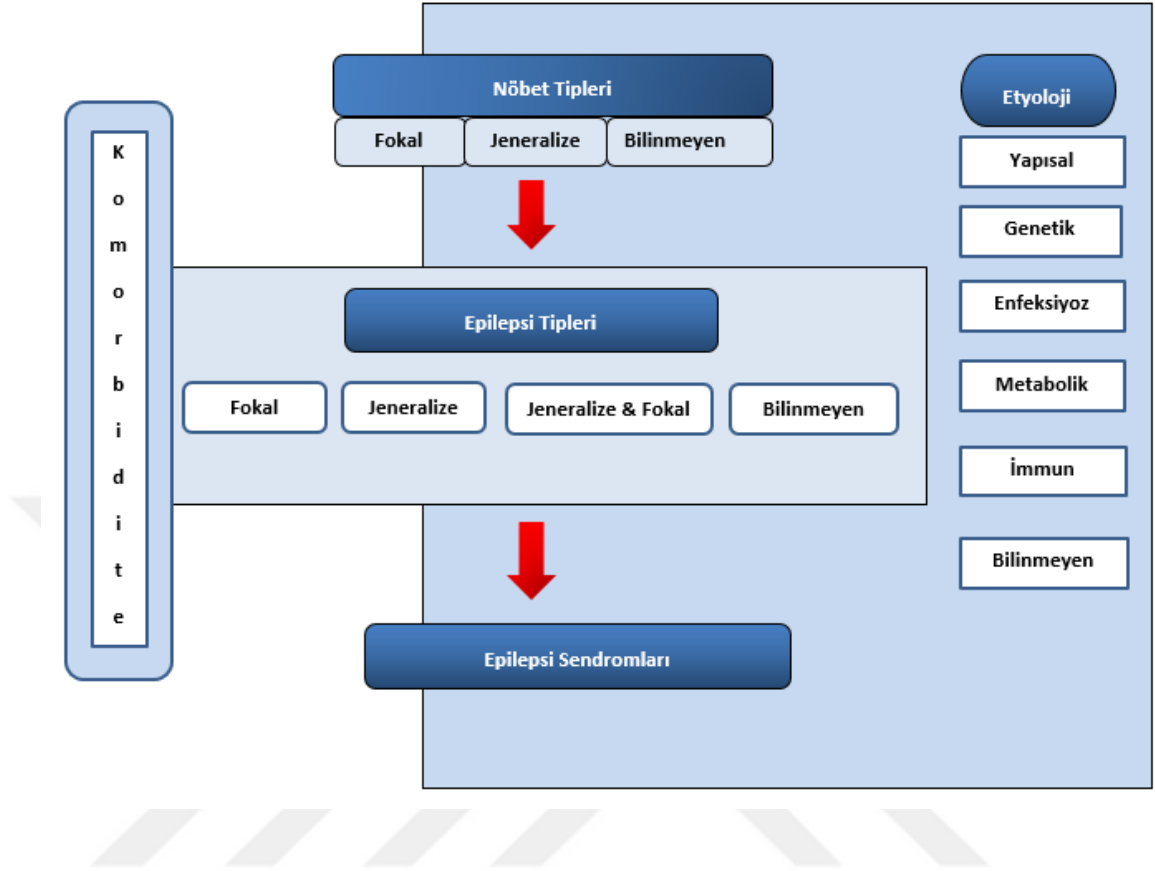 Nöbet Tipleri
Fokal Jeneralize Bilinmeyen
Komorbidite
Epilepsi Tipleri
Fokal Jeneralize Jeneralize & Fokal Bilinmeyen
Epilepsi Sendromları
Etyoloji
Yapısal
Genetik
Enfeksiyoz
Metabolik
İmmun
Bilinmeyen